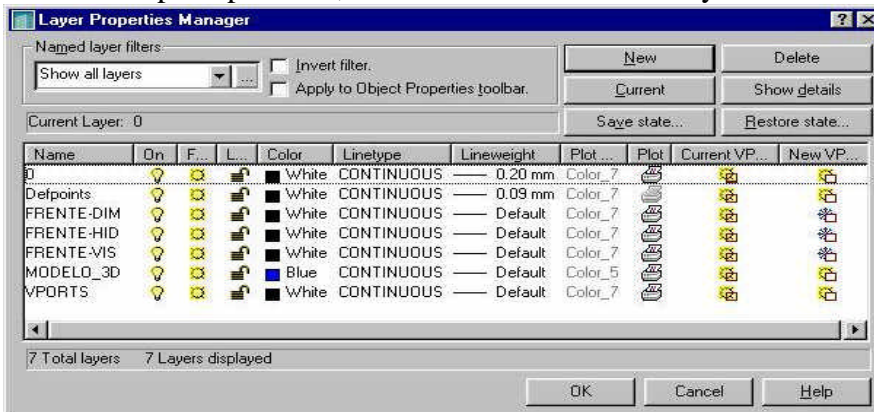 Layer Properties Manager
Named layer filters
Show all layers
...
Invert filter.
Apply to Object Properties toolbar.
New
Delete
Current
Show details
Current Layer: 0
Save state...
Restore state...
Name On F... L... Color Linetype Lineweight Plot ... Plot Current VP... New VP...
0 White CONTINUOUS 0.20 mm Color_7
Defpoints White CONTINUOUS 0.09 mm Color_7
FRENTE-DIM White CONTINUOUS Default Color_7
FRENTE-HID White CONTINUOUS Default Color_7
FRENTE-VIS White CONTINUOUS Default Color_7
MODELO_3D Blue CONTINUOUS Default Color_5
VPORTS White CONTINUOUS Default Color_7
7 Total layers 7 Layers displayed
OK Cancel Help